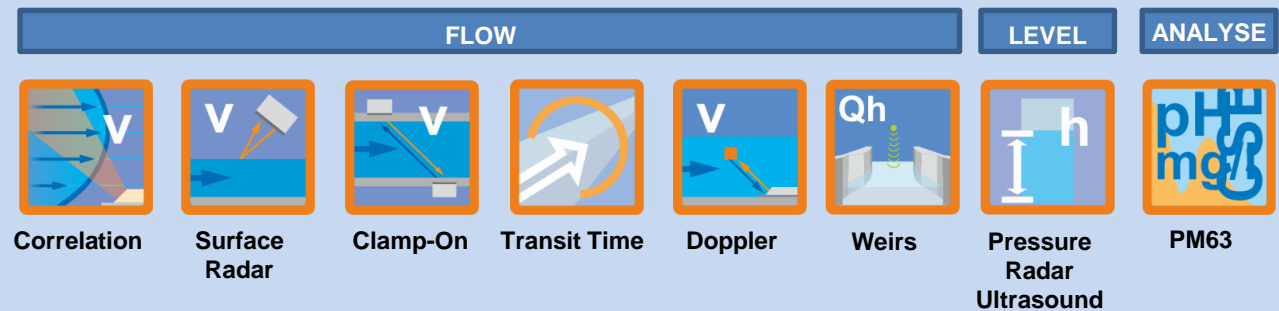 FLOW
LEVEL
ANALYSE
V
V
V
V
Qh
h
pH
mg/l
Correlation
Surface
Radar
Clamp-On
Transit Time
Doppler
Weirs
Pressure
Radar
Ultrasound
PM63